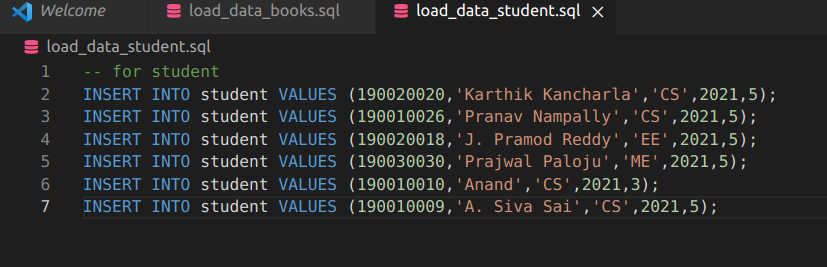 Welcome load_data_books.sql load_data_student.sql ×
load_data_student.sql
1 -- for student
2 INSERT INTO student VALUES (190020020,'Karthik Kancharla','CS',2021,5);
3 INSERT INTO student VALUES (190010026,'Pranav Nampally','CS',2021,5);
4 INSERT INTO student VALUES (190020018,'J. Pramod Reddy','EE',2021,5);
5 INSERT INTO student VALUES (190030030,'Prajwal Paloju','ME',2021,5);
6 INSERT INTO student VALUES (190010010,'Anand','CS',2021,3);
7 INSERT INTO student VALUES (190010009,'A. Siva Sai','CS',2021,5);